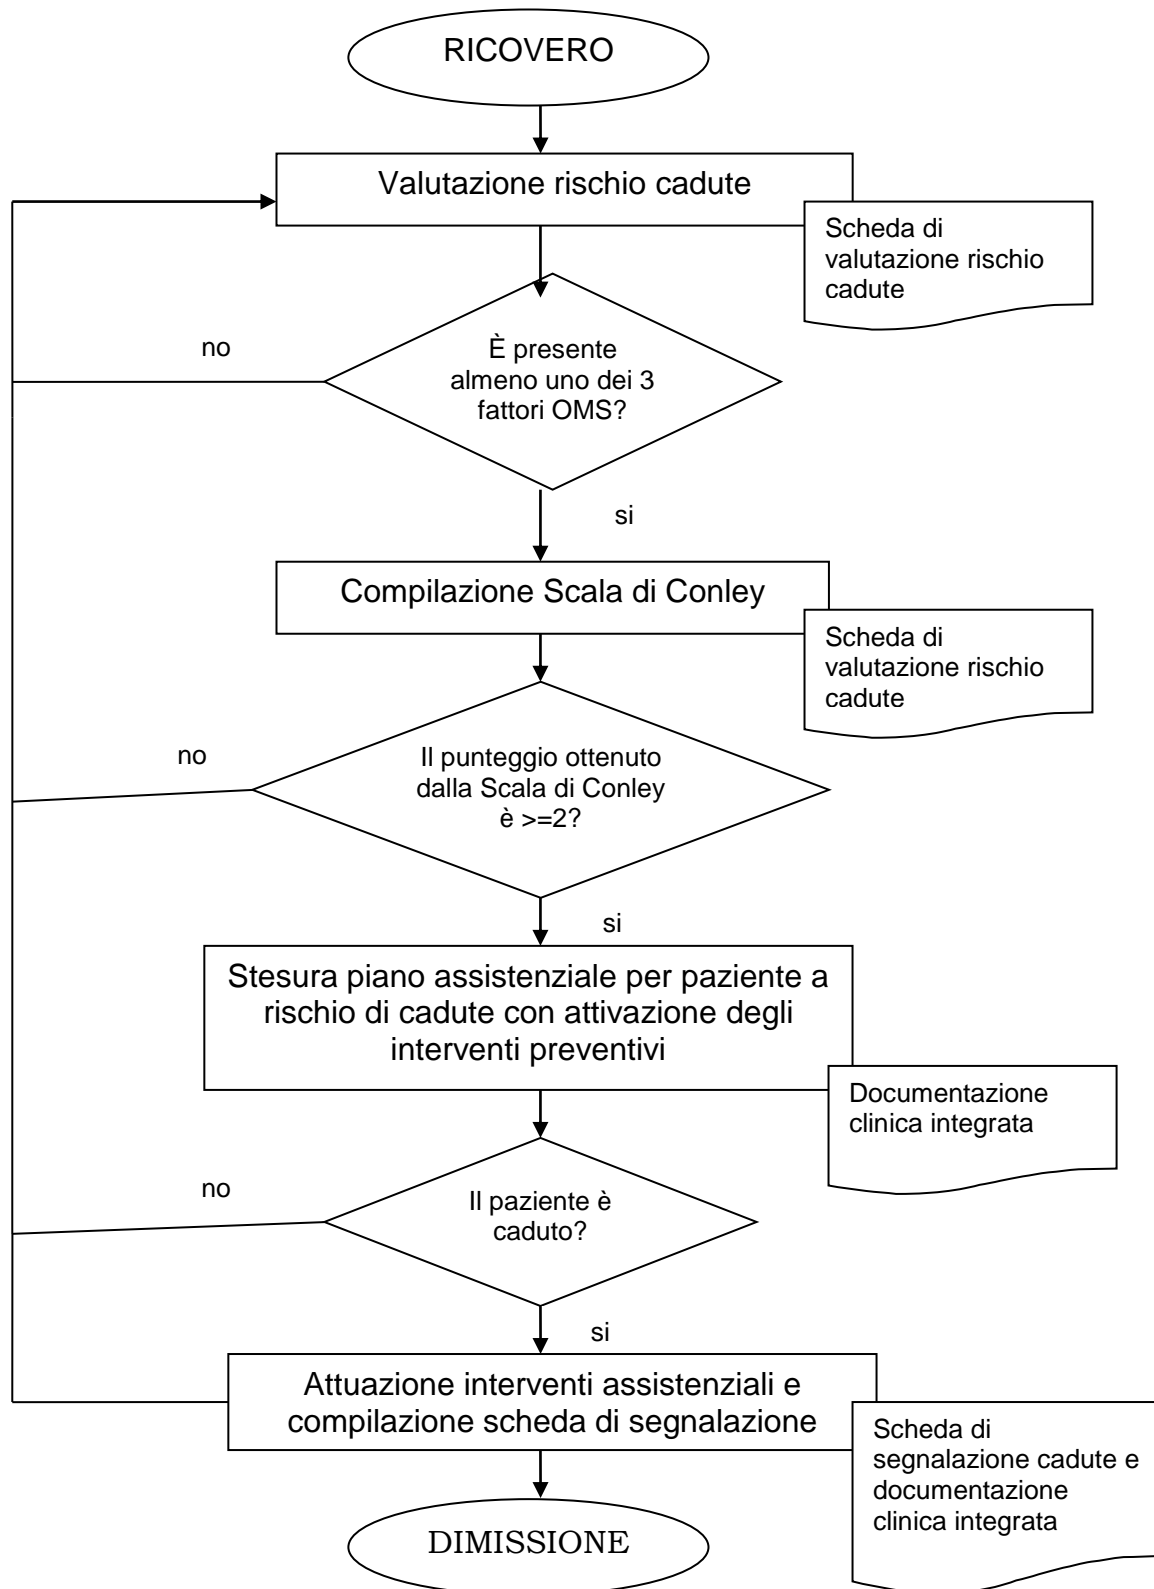 RICOVERO
Valutazione rischio cadute
Scheda di
valutazione rischio
cadute
no
È presente
almeno uno dei 3
fattori OMS?
si
Compilazione Scala di Conley
Scheda di
valutazione rischio
cadute
no
Il punteggio ottenuto
dalla Scala di Conley
è >=2?
si
Stesura piano assistenziale per paziente a
rischio di cadute con attivazione degli
interventi preventivi
Documentazione
clinica integrata
no
Il paziente è
caduto?
si
Attuazione interventi assistenziali e
compilazione scheda di segnalazione
Scheda di
segnalazione cadute e
documentazione
clinica integrata
DIMISSIONE